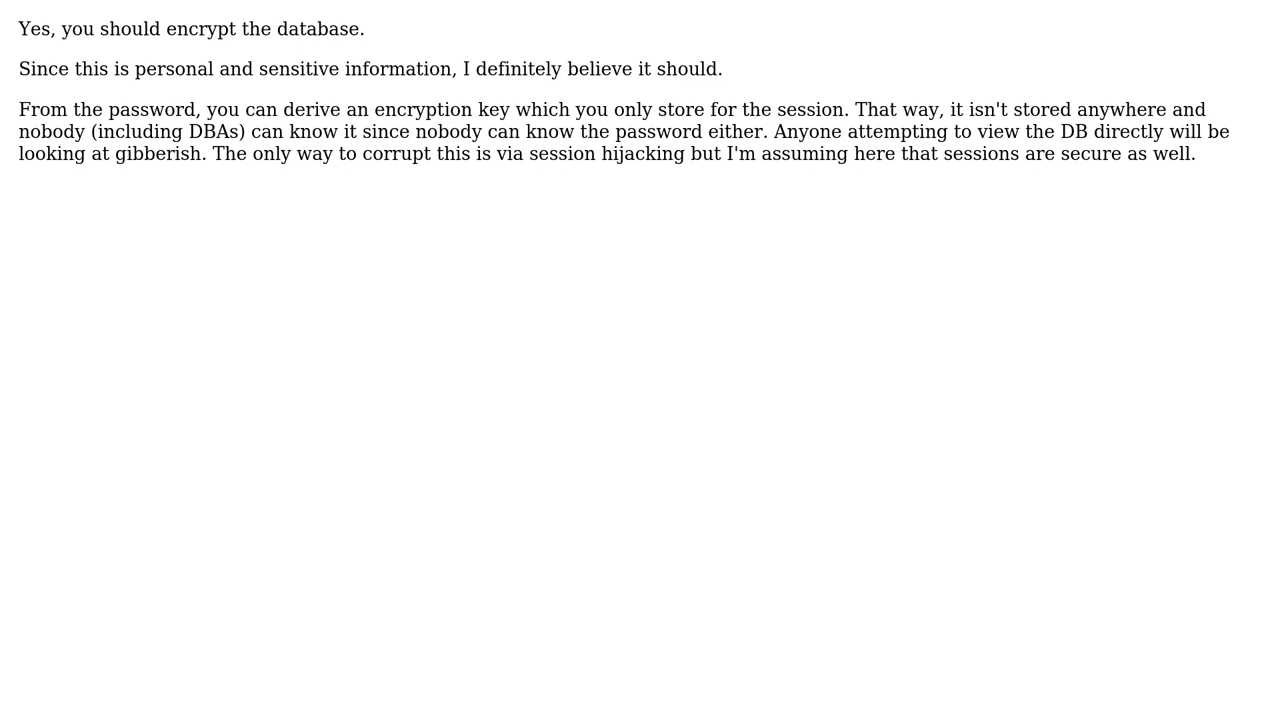 Yes, you should encrypt the database.
Since this is personal and sensitive information, I definitely believe it should.
From the password, you can derive an encryption key which you only store for the session. That way, it isn't stored anywhere and
nobody (including DBAs) can know it since nobody can know the password either. Anyone attempting to view the DB directly will be
looking at gibberish. The only way to corrupt this is via session hijacking but I'm assuming here that sessions are secure as well.